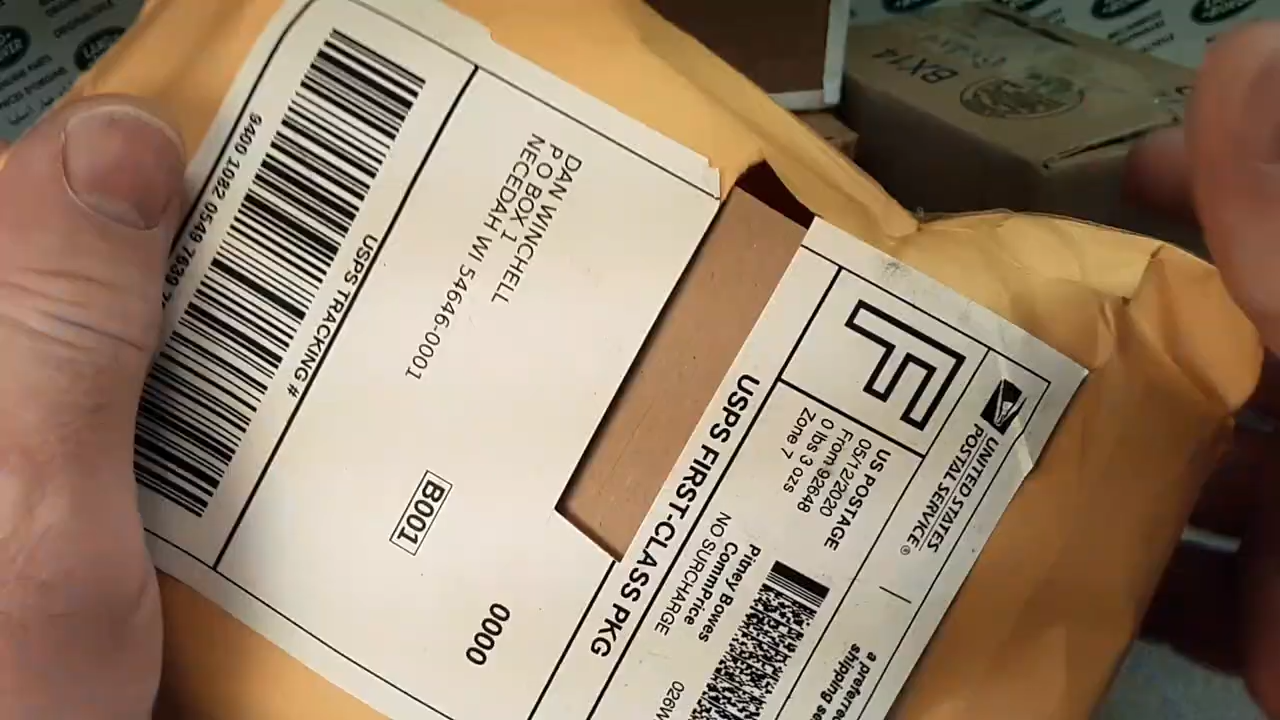 F
UNITED STATES
POSTAL SERVICE®
US POSTAGE
05/12/2020
From 92648
0 lbs 3 ozs
Zone 7
a preferred
shipping
Pitney Bowes
CommPrice
NO SURCHARGE
USPS FIRST-CLASS PKG
0000
B001
DAN WINCHELL
P O BOX 1
NECEDAH WI 54646-0001
USPS TRACKING #
9400 1082 0549 7639
BX14